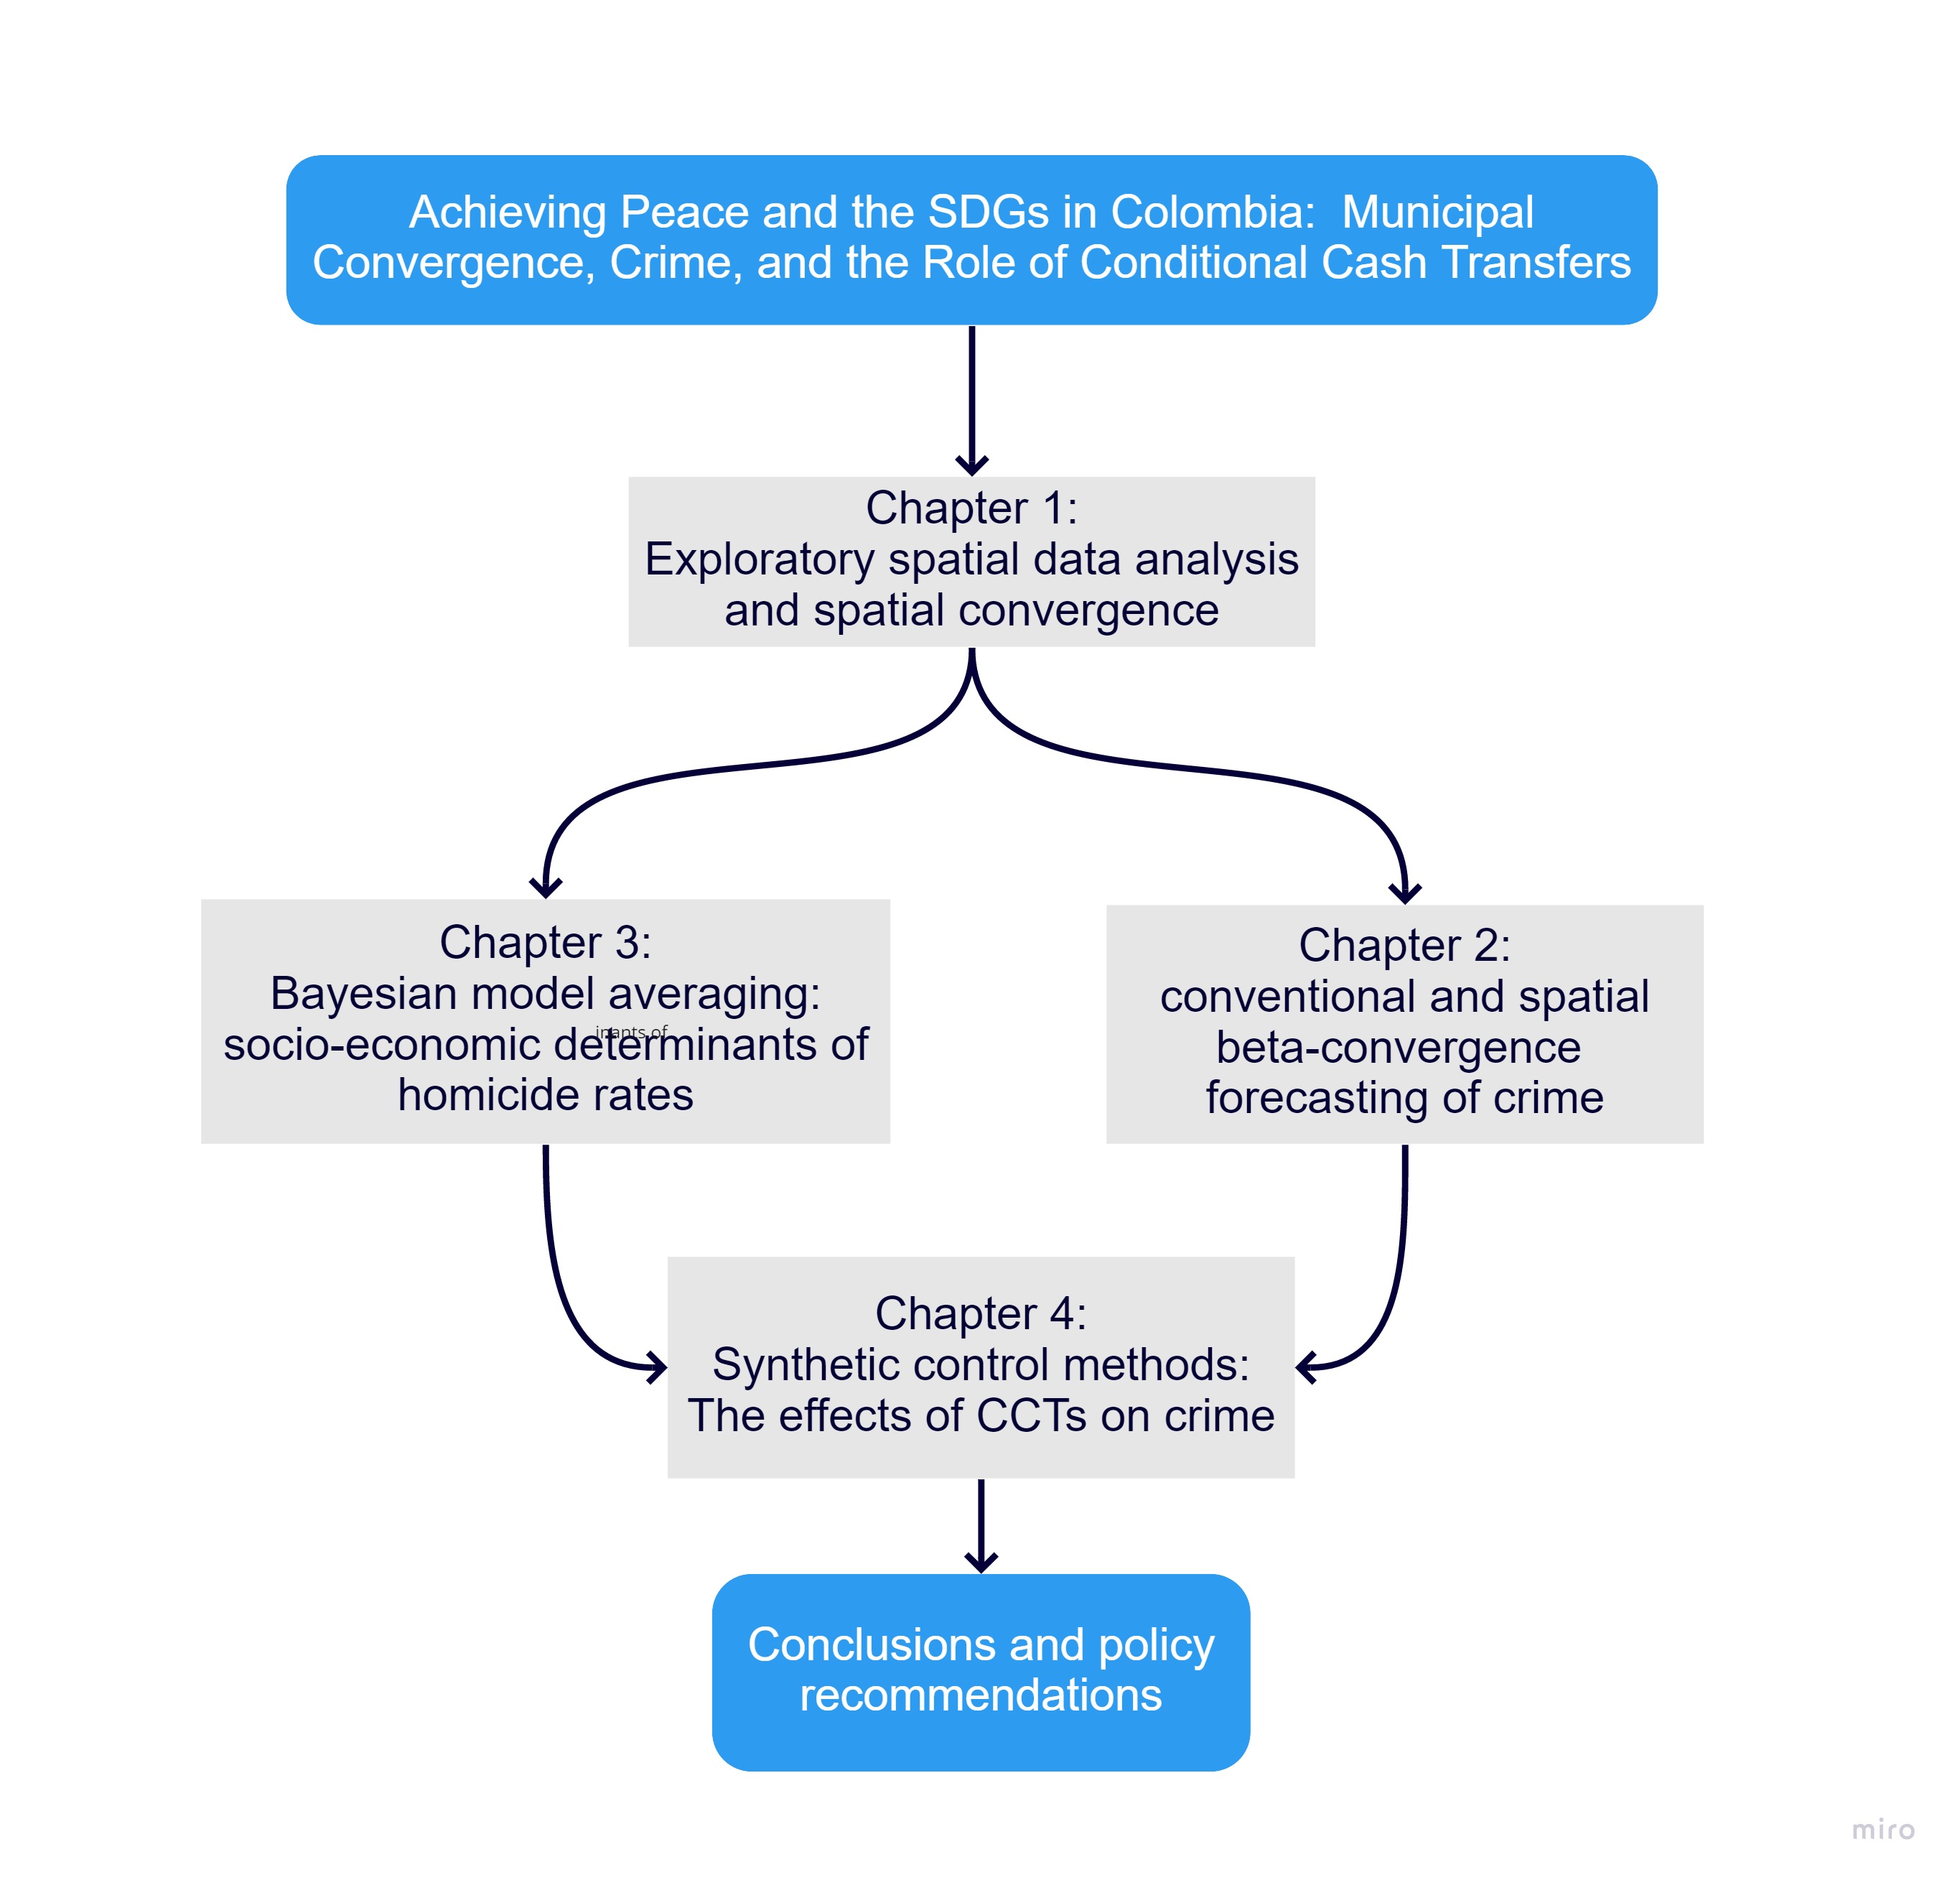 Achieving Peace and the SDGs in Colombia:  Municipal
Convergence, Crime, and the Role of Conditional Cash Transfers
Chapter 1:
Exploratory spatial data analysis
and spatial convergence
Chapter 3:
Bayesian model averaging:
socio-economic determinants of
inants of
homicide rates
Chapter 2:
conventional and spatial
beta-convergence
forecasting of crime
Chapter 4:
Synthetic control methods:
The effects of CCTs on crime
Conclusions and policy
recommendations
miro